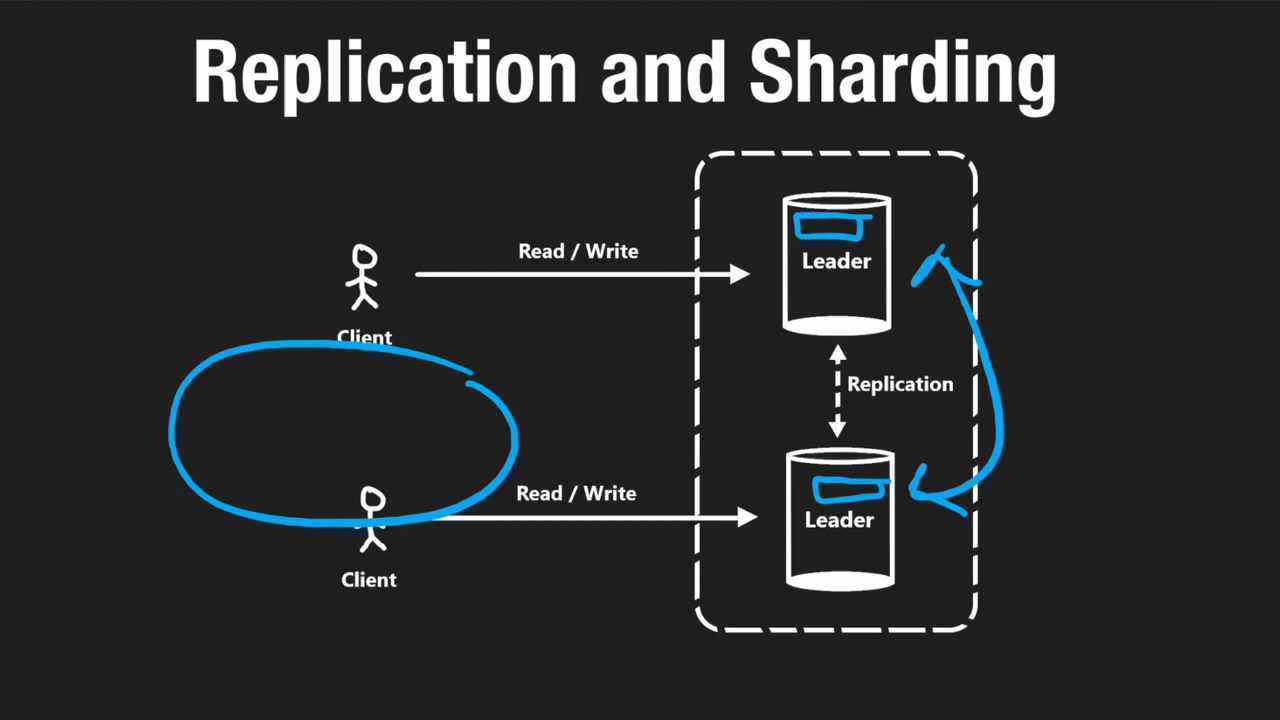 Replication and Sharding
Read / Write
Leader
Client
Replication
Read / Write
Leader
Client